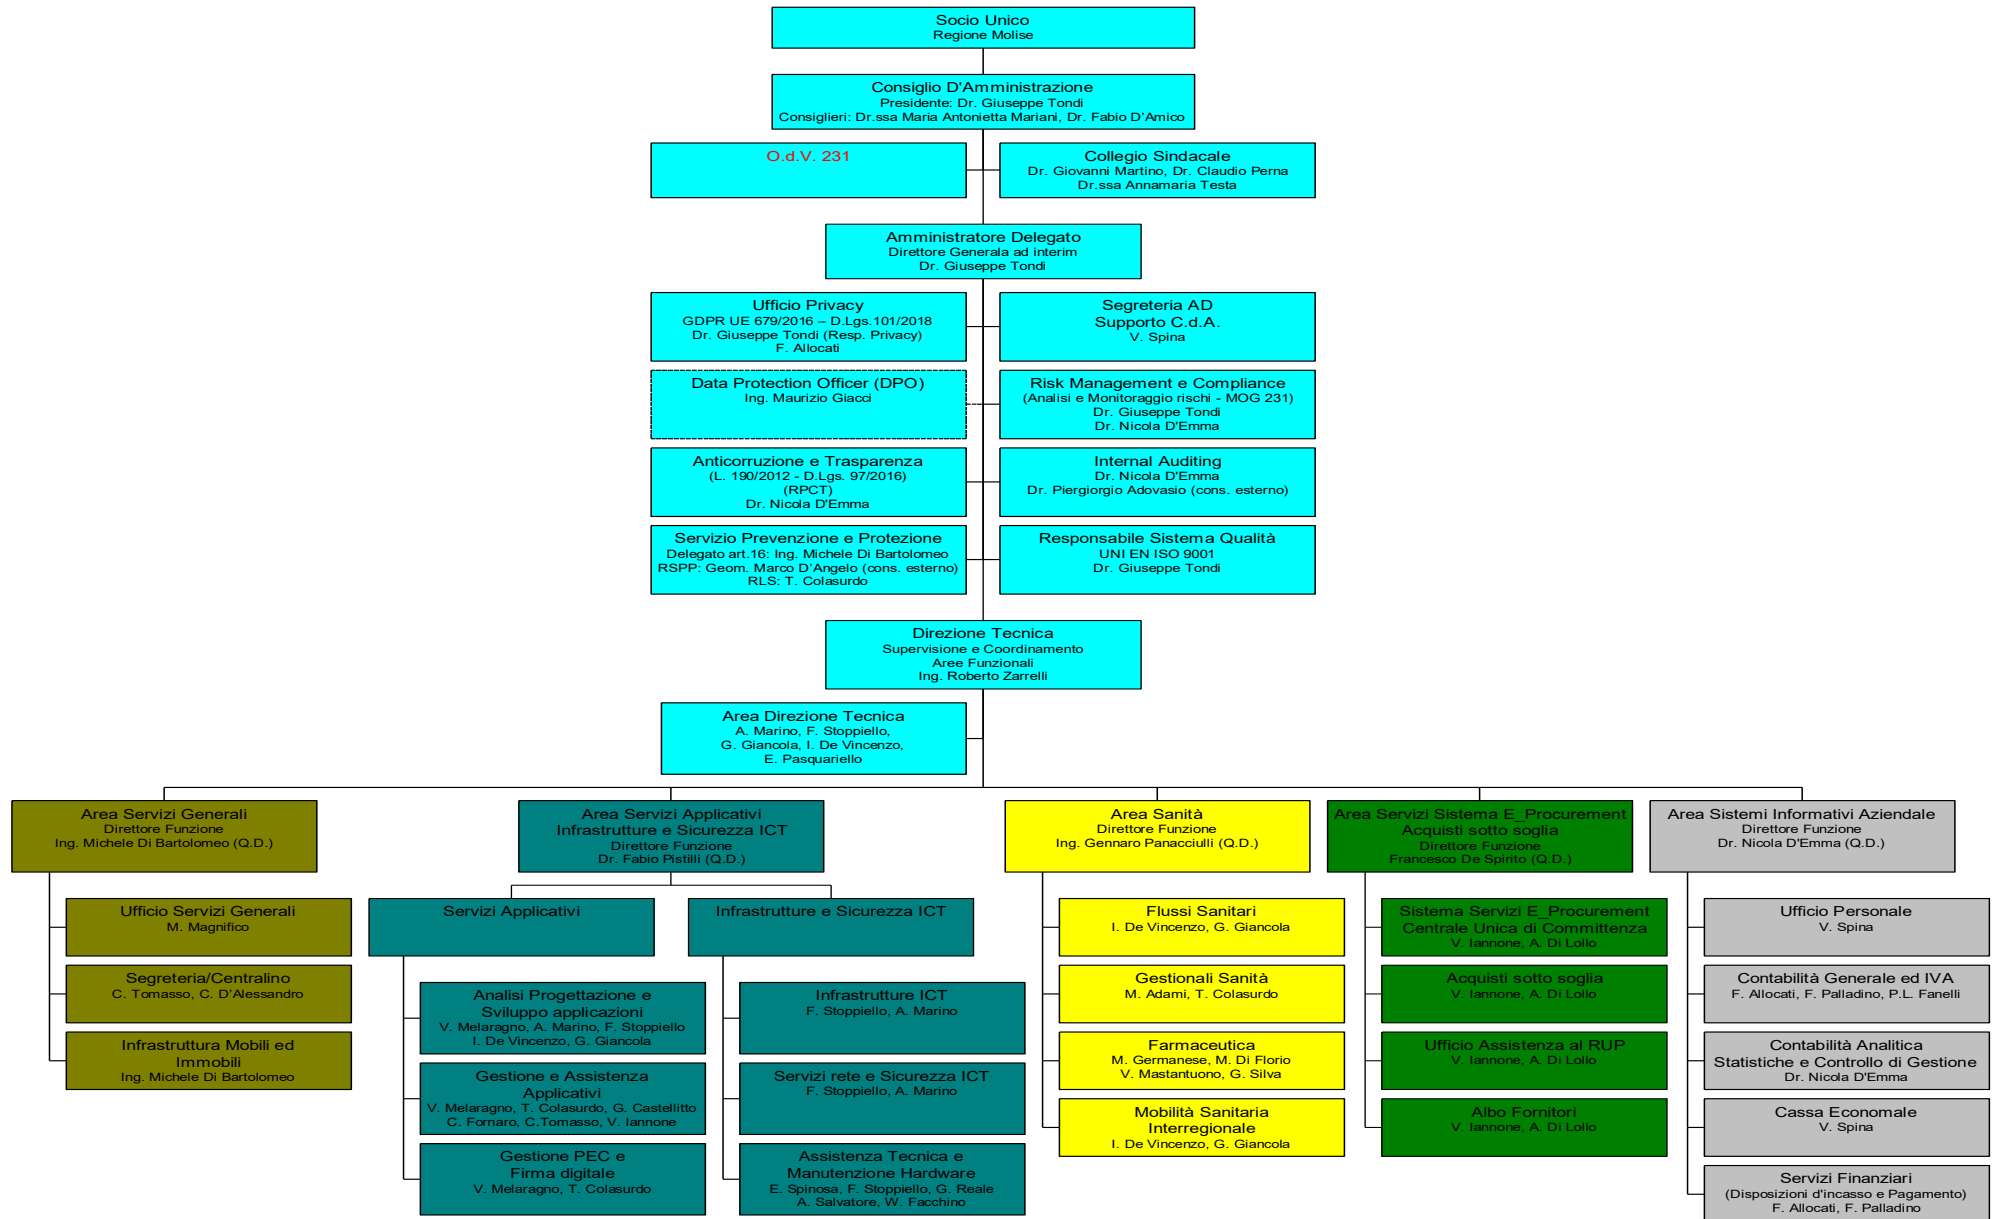 Socio Unico
Regione Molise
Consiglio D'Amministrazione
Presidente: Dr. Giuseppe Tondi
Consiglieri: Dr.ssa Maria Antonietta Mariani, Dr. Fabio D'Amico
O.d.V. 231
Collegio Sindacale
Dr. Giovanni Martino, Dr. Claudio Perna
Dr.ssa Annamaria Testa
Amministratore Delegato
Direttore Generala ad interim
Dr. Giuseppe Tondi
Ufficio Privacy
GDPR UE 679/2016 – D.Lgs.101/2018
Dr. Giuseppe Tondi (Resp. Privacy)
F. Allocati
Segreteria AD
Supporto C.d.A.
V. Spina
Data Protection Officer (DPO)
Ing. Maurizio Giacci
Risk Management e Compliance
(Analisi e Monitoraggio rischi - MOG 231)
Dr. Giuseppe Tondi
Dr. Nicola D'Emma
Anticorruzione e Trasparenza
(L. 190/2012 - D.Lgs. 97/2016)
(RPCT)
Dr. Nicola D'Emma
Internal Auditing
Dr. Nicola D'Emma
Dr. Piergiorgio Adovasio (cons. esterno)
Servizio Prevenzione e Protezione
Delegato art.16: Ing. Michele Di Bartolomeo
RSPP: Geom. Marco D'Angelo (cons. esterno)
RLS: T. Colasurdo
Responsabile Sistema Qualità
UNI EN ISO 9001
Dr. Giuseppe Tondi
Direzione Tecnica
Supervisione e Coordinamento
Aree Funzionali
Ing. Roberto Zarrelli
Area Direzione Tecnica
A. Marino, F. Stoppiello,
G. Giancola, I. De Vincenzo,
E. Pasquariello
Area Servizi Generali
Direttore Funzione
Ing. Michele Di Bartolomeo (Q.D.)
Ufficio Servizi Generali
M. Magnifico
Segreteria/Centralino
C. Tomasso, C. D'Alessandro
Infrastruttura Mobili ed
Immobili
Ing. Michele Di Bartolomeo
Area Servizi Applicativi
Infrastrutture e Sicurezza ICT
Direttore Funzione
Dr. Fabio Pistilli (Q.D.)
Servizi Applicativi
Analisi Progettazione e
Sviluppo applicazioni
V. Melaragno, A. Marino, F. Stoppiello
I. De Vincenzo, G. Giancola
Gestione e Assistenza
Applicativi
V. Melaragno, T. Colasurdo, G. Castellitto
C. Fornaro, C.Tomasso, V. Iannone
Gestione PEC e
Firma digitale
V. Melaragno, T. Colasurdo
Infrastrutture e Sicurezza ICT
Infrastrutture ICT
F. Stoppiello, A. Marino
Servizi rete e Sicurezza ICT
F. Stoppiello, A. Marino
Assistenza Tecnica e
Manutenzione Hardware
E. Spinosa, F. Stoppiello, G. Reale
A. Salvatore, W. Facchino
Area Sanità
Direttore Funzione
Ing. Gennaro Panacciulli (Q.D.)
Flussi Sanitari
I. De Vincenzo, G. Giancola
Gestionali Sanità
M. Adami, T. Colasurdo
Farmaceutica
M. Germanese, M. Di Florio
V. Mastantuono, G. Silva
Mobilità Sanitaria
Interregionale
I. De Vincenzo, G. Giancola
Area Servizi Sistema E_Procurement
Acquisti sotto soglia
Direttore Funzione
Francesco De Spirito (Q.D.)
Sistema Servizi E_Procurement
Centrale Unica di Committenza
V. Iannone, A. Di Lollo
Acquisti sotto soglia
V. Iannone, A. Di Lollo
Ufficio Assistenza al RUP
V. Iannone, A. Di Lollo
Albo Fornitori
V. Iannone, A. Di Lollo
Area Sistemi Informativi Aziendale
Direttore Funzione
Dr. Nicola D'Emma (Q.D.)
Ufficio Personale
V. Spina
Contabilità Generale ed IVA
F. Allocati, F. Palladino, P.L. Fanelli
Contabilità Analitica
Statistiche e Controllo di Gestione
Dr. Nicola D'Emma
Cassa Economale
V. Spina
Servizi Finanziari
(Disposizioni d'incasso e Pagamento)
F. Allocati, F. Palladino